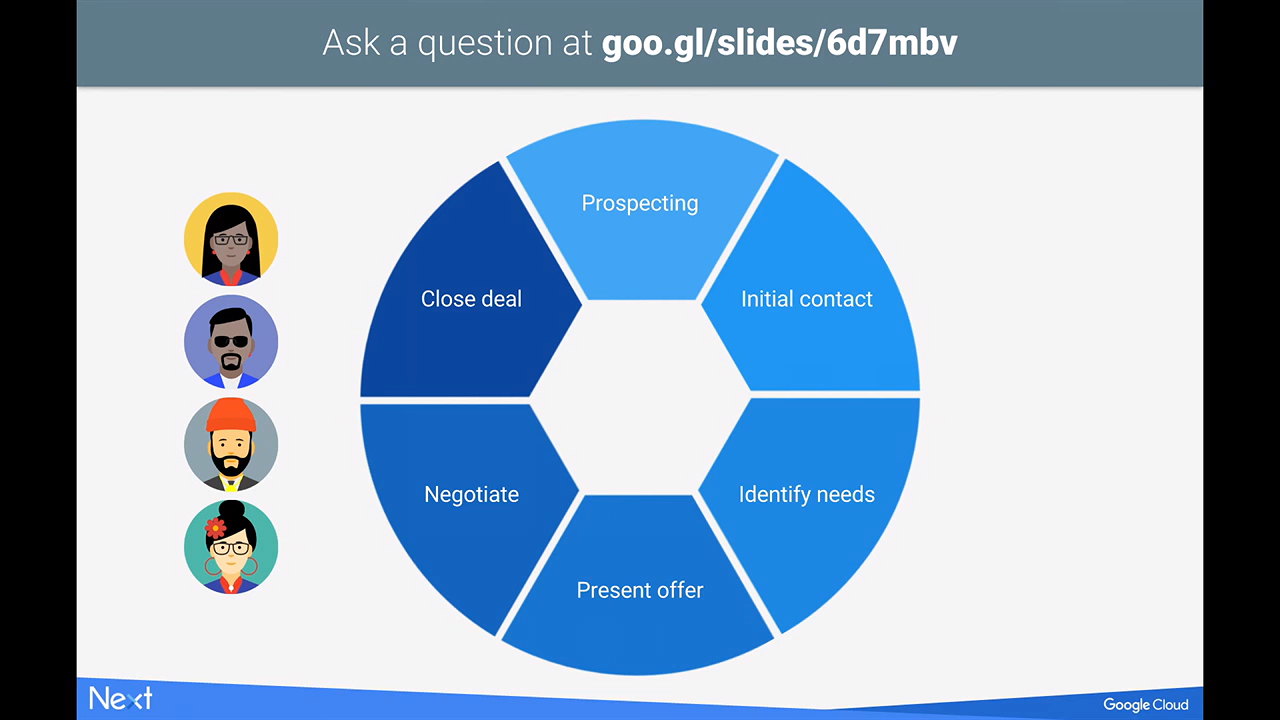 Ask a question at goo.gl/slides/6d7mbv
Prospecting
Close deal
Initial contact
Negotiate
Identify needs
Present offer
Next
Google Cloud